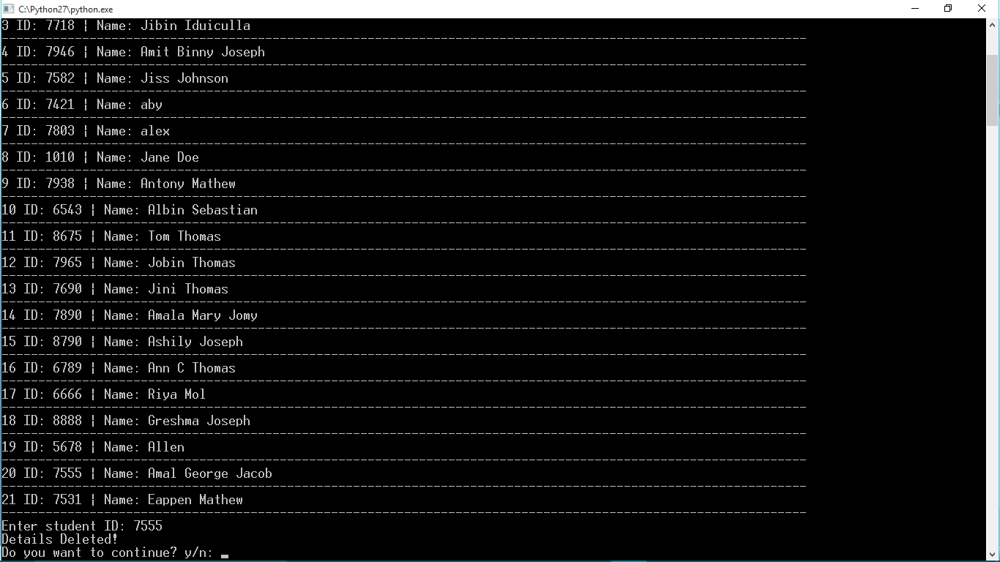 C:\Python27\python.exe
3 ID: 7718 ¦ Name: Jibin Iduiculla
--------------------------------------------------------------------------------------------------------------
4 ID: 7946 ¦ Name: Amit Binny Joseph
--------------------------------------------------------------------------------------------------------------
5 ID: 7582 ¦ Name: Jiss Johnson
--------------------------------------------------------------------------------------------------------------
6 ID: 7421 ¦ Name: aby
--------------------------------------------------------------------------------------------------------------
7 ID: 7803 ¦ Name: alex
--------------------------------------------------------------------------------------------------------------
8 ID: 1010 ¦ Name: Jane Doe
--------------------------------------------------------------------------------------------------------------
9 ID: 7938 ¦ Name: Antony Mathew
--------------------------------------------------------------------------------------------------------------
10 ID: 6543 ¦ Name: Albin Sebastian
--------------------------------------------------------------------------------------------------------------
11 ID: 8675 ¦ Name: Tom Thomas
--------------------------------------------------------------------------------------------------------------
12 ID: 7965 ¦ Name: Jobin Thomas
--------------------------------------------------------------------------------------------------------------
13 ID: 7690 ¦ Name: Jini Thomas
--------------------------------------------------------------------------------------------------------------
14 ID: 7890 ¦ Name: Amala Mary Jomy
--------------------------------------------------------------------------------------------------------------
15 ID: 8790 ¦ Name: Ashily Joseph
--------------------------------------------------------------------------------------------------------------
16 ID: 6789 ¦ Name: Ann C Thomas
--------------------------------------------------------------------------------------------------------------
17 ID: 6666 ¦ Name: Riya Mol
--------------------------------------------------------------------------------------------------------------
18 ID: 8888 ¦ Name: Greshma Joseph
--------------------------------------------------------------------------------------------------------------
19 ID: 5678 ¦ Name: Allen
--------------------------------------------------------------------------------------------------------------
20 ID: 7555 ¦ Name: Amal George Jacob
--------------------------------------------------------------------------------------------------------------
21 ID: 7531 ¦ Name: Eappen Mathew
--------------------------------------------------------------------------------------------------------------
Enter student ID: 7555
Details Deleted!
Do you want to continue? y/n: _